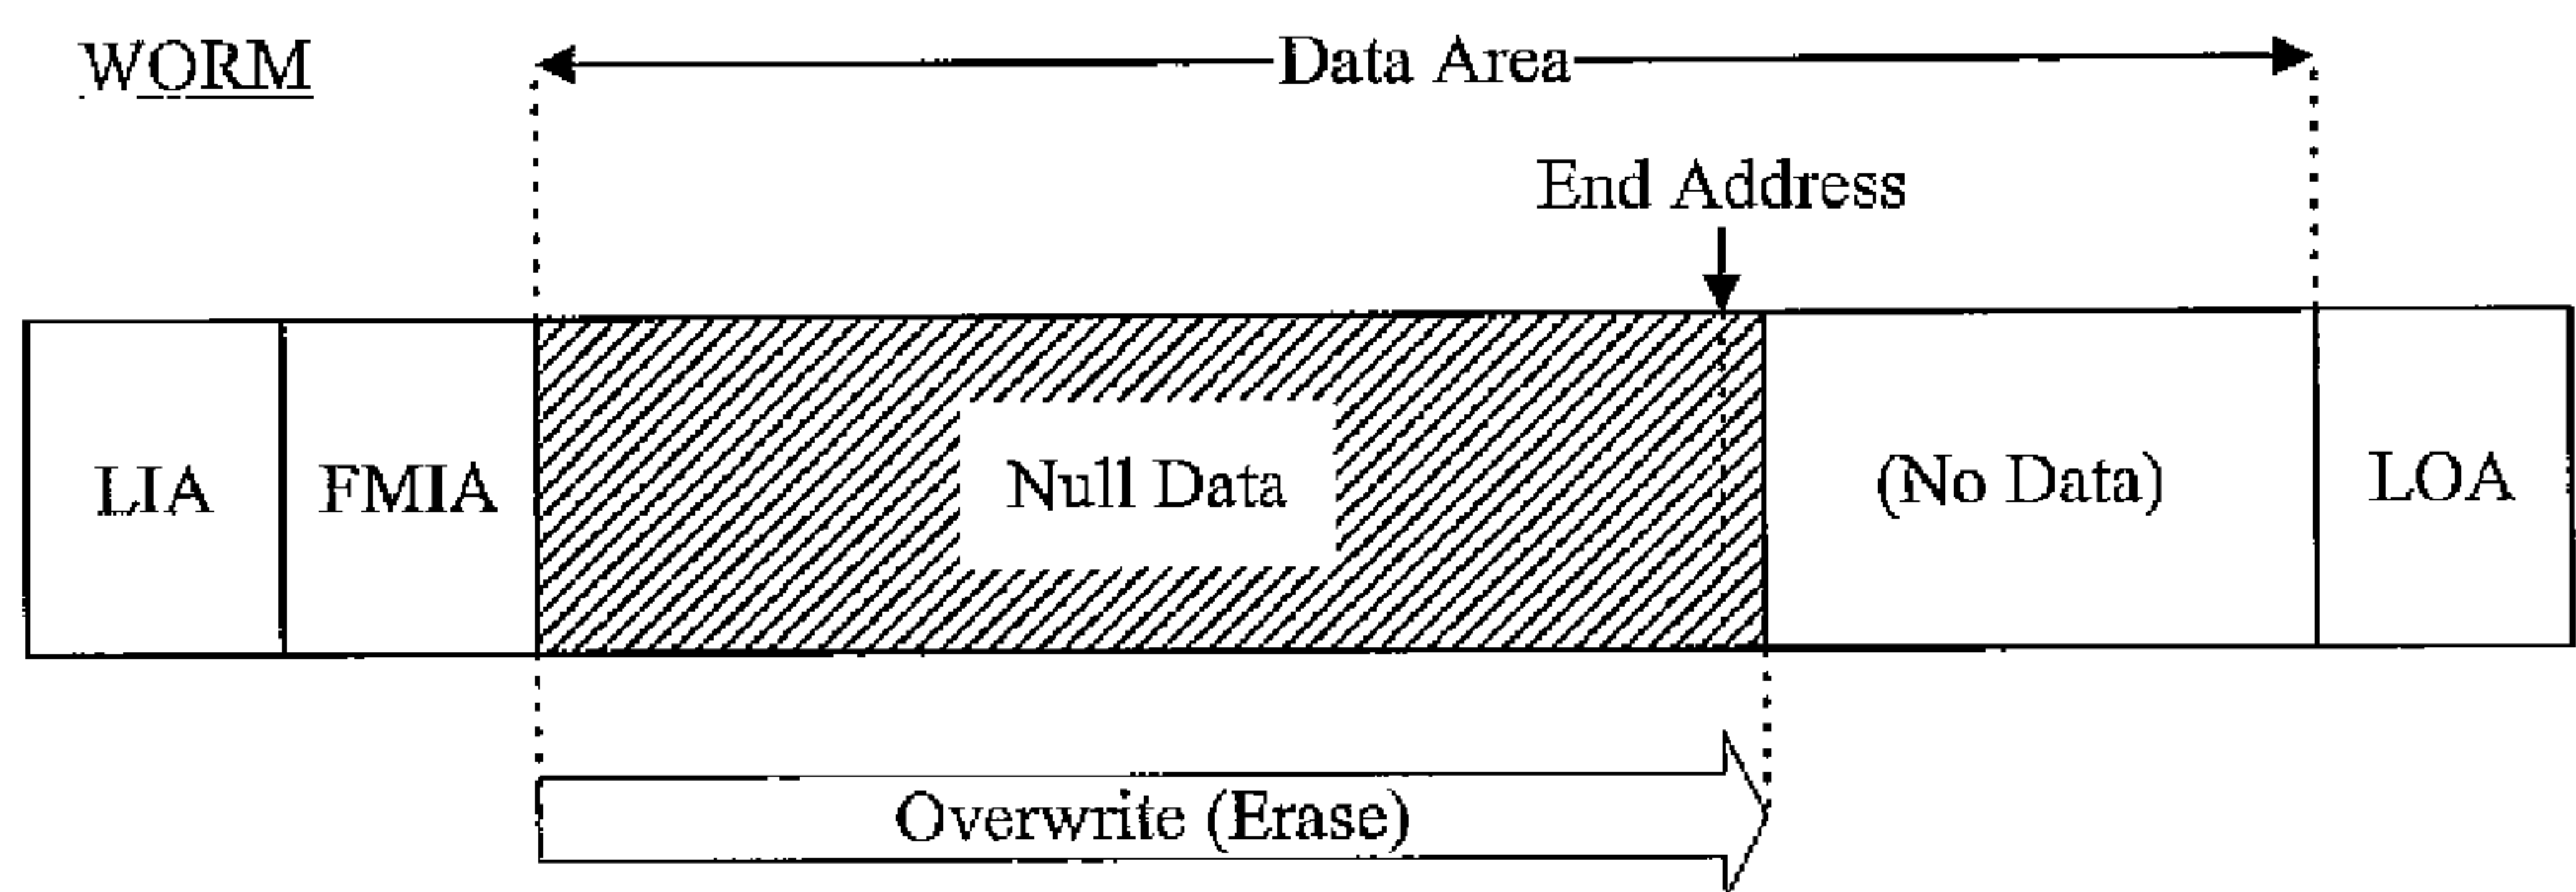 WORM
Data Area
End Address
LIA
FMIA
Null Data
(No Data)
LOA
Overwrite (Erase)